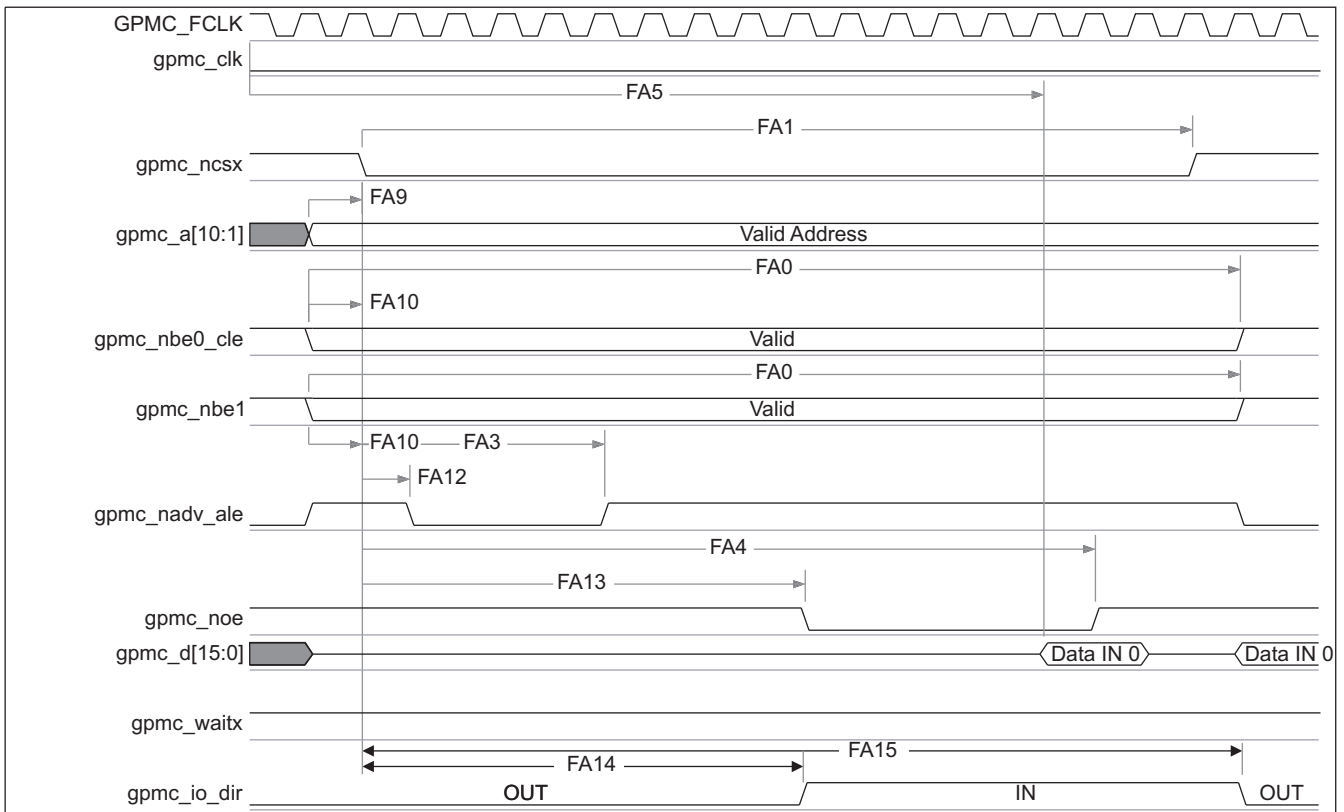 GPMC_FCLK
gpmc_clk
FA5
FA1
gpmc_ncsx
FA9
gpmc_a[10:1] Valid Address
FA0
FA10
gpmc_nbe0_cle Valid
FA0
gpmc_nbe1 Valid
FA10 FA3
FA12
gpmc_nadv_ale
FA4
FA13
gpmc_noe
gpmc_d[15:0] Data IN 0 Data IN 0
gpmc_waitx
FA15
FA14
gpmc_io_dir OUT IN OUT